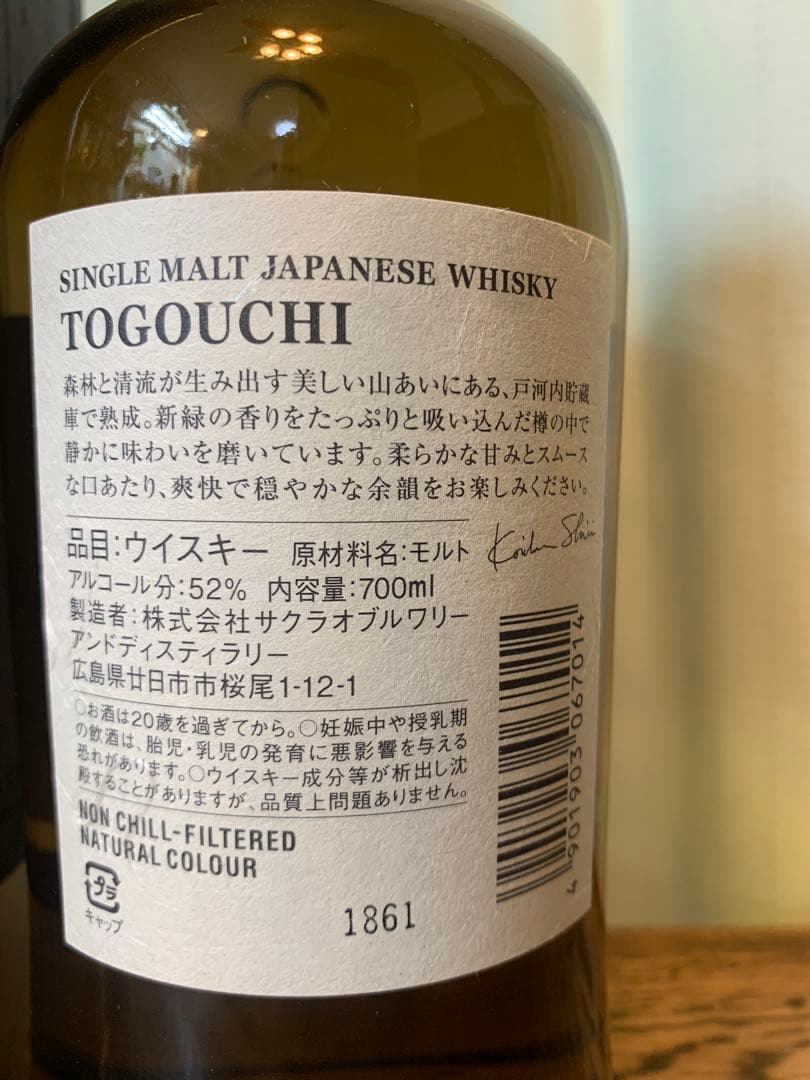 SINGLE MALT JAPANESE WHISKY
TOGOUCHI
森林と清流が生み出す美しい山あいにある、戸河内貯蔵
庫で熟成。新緑の香りをたっぷりと吸い込んだ樽の中で
静かに味わいを磨いています。柔らかな甘みとスムース
な口あたり、爽快で穏やかな余韻をお楽しみください。
品目：ウイスキー 原材料名：モルト
アルコール分：52% 内容量：700ml
製造者：株式会社サクラオブルワリー
アンドディスティラリー
広島県廿日市市桜尾1-12-1
○お酒は20歳を過ぎてから。○妊娠中や授乳期
の飲酒は、胎児・乳児の発育に悪影響を与える
恐れがあります。○ウイスキー成分等が析出し沈
殿することがありますが、品質上問題ありません。
NON CHILL-FILTERED
NATURAL COLOUR
プラ
キャップ
1861
4901903067014